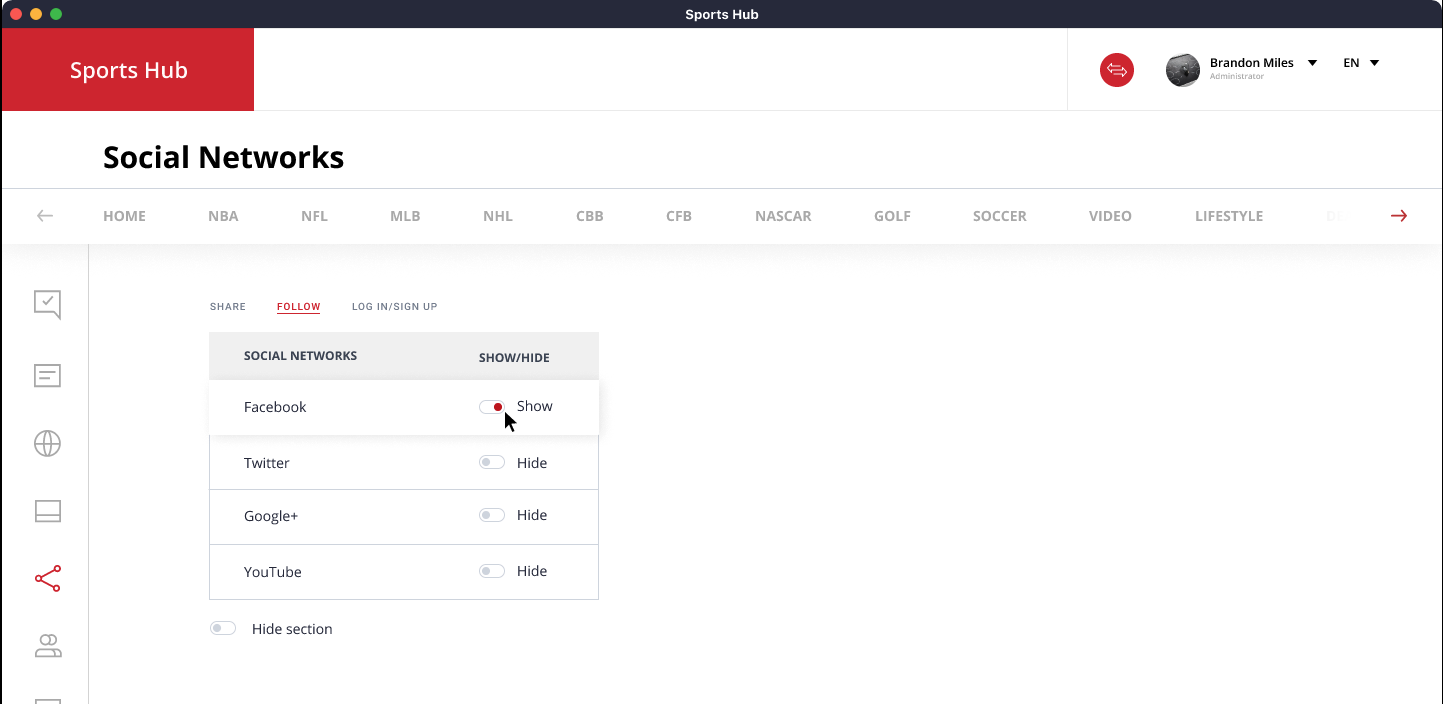 Sports Hub
Sports Hub
Brandon Miles
Administrator
EN
Social Networks
HOME NBA NFL MLB NHL CBB CFB NASCAR GOLF SOCCER VIDEO LIFESTYLE
SHARE FOLLOW LOG IN/SIGN UP
SOCIAL NETWORKS SHOW/HIDE
Facebook Show
Twitter Hide
Google+ Hide
YouTube Hide
Hide section